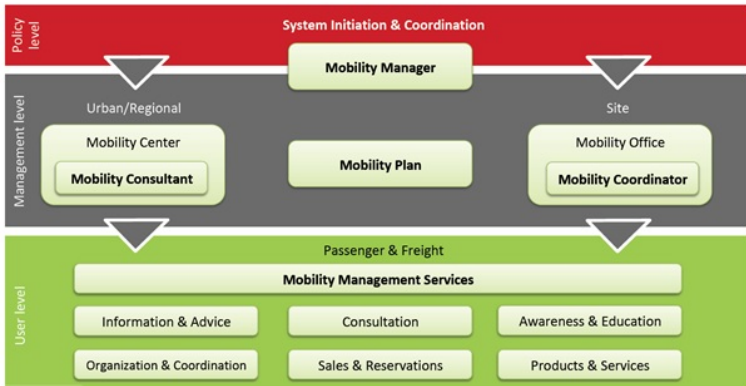 Policy level
System Initiation & Coordination
Mobility Manager
Management level
Urban/Regional
Site
Mobility Center
Mobility Consultant
Mobility Plan
Mobility Office
Mobility Coordinator
User level
Passenger & Freight
Mobility Management Services
Information & Advice
Consultation
Awareness & Education
Organization & Coordination
Sales & Reservations
Products & Services